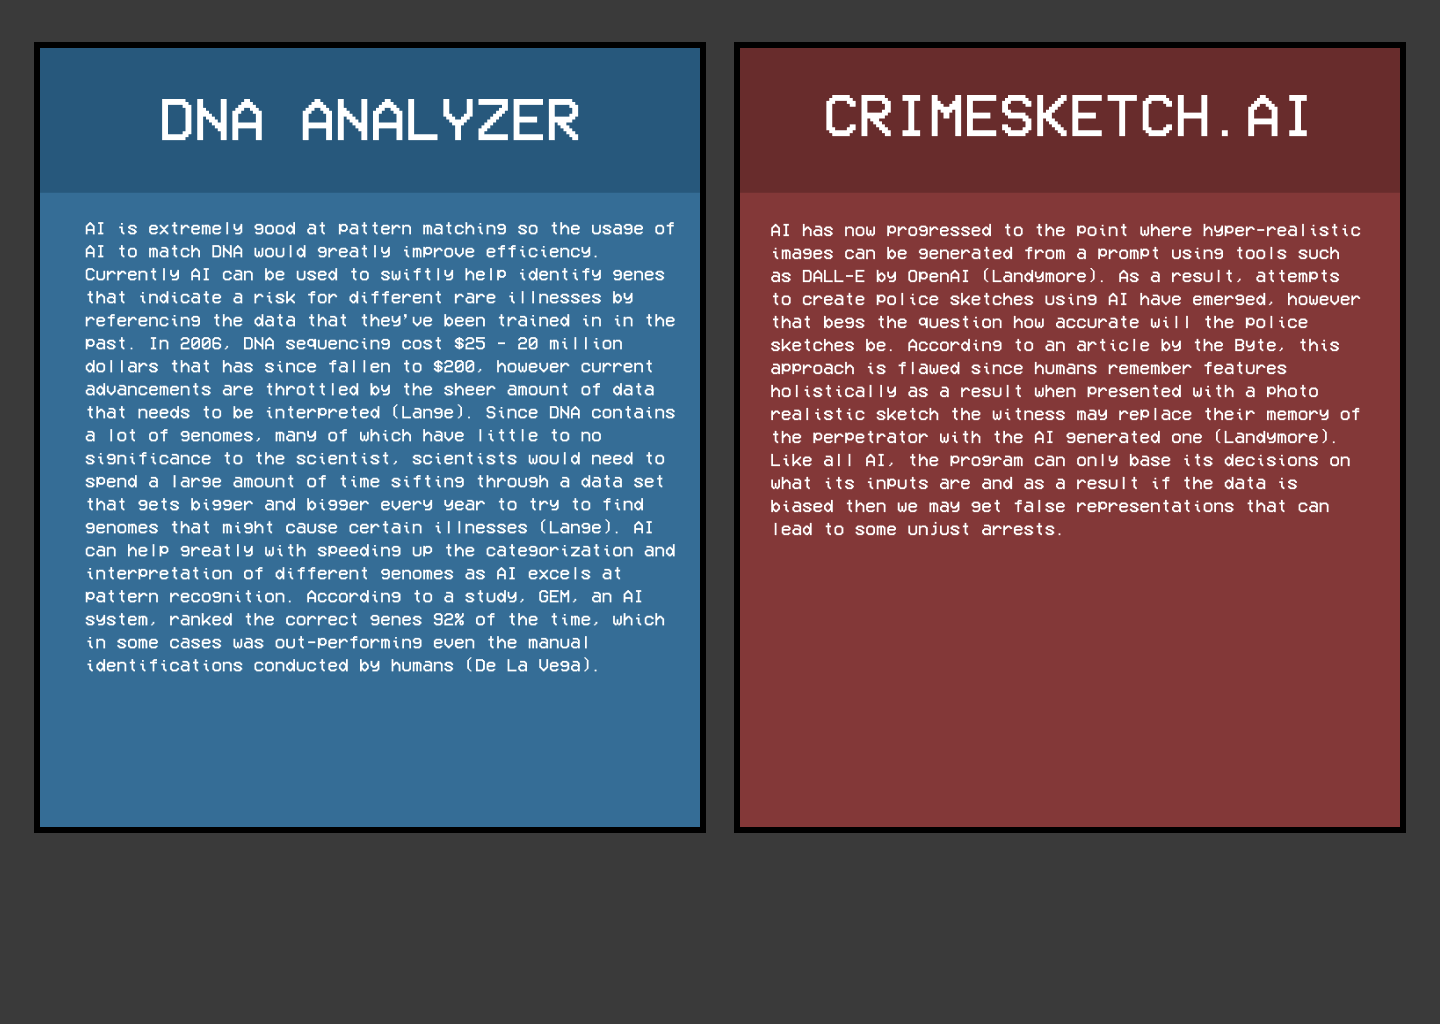 DNA ANALYZER
AI is extremely good at pattern matching so the usage of
AI to match DNA would greatly improve efficiency.
Currently AI can be used to swiftly help identify genes
that indicate a risk for different rare illnesses by
referencing the data that they've been trained in in the
past. In 2006, DNA sequencing cost $25 - 20 million
dollars that has since fallen to $200, however current
advancements are throttled by the sheer amount of data
that needs to be interpreted (Lange). Since DNA contains
a lot of genomes, many of which have little to no
significance to the scientist, scientists would need to
spend a large amount of time sifting through a data set
that gets bigger and bigger every year to try to find
genomes that might cause certain illnesses (Lange). AI
can help greatly with speeding up the categorization and
interpretation of different genomes as AI excels at
pattern recognition. According to a study, GEM, an AI
system, ranked the correct genes 92% of the time, which
in some cases was out-performing even the manual
identifications conducted by humans (De La Vega).
CRIMESKETCH.AI
AI has now progressed to the point where hyper-realistic
images can be generated from a prompt using tools such
as DALL-E by OpenAI (Landymore). As a result, attempts
to create police sketches using AI have emerged, however
that begs the question how accurate will the police
sketches be. According to an article by the Byte, this
approach is flawed since humans remember features
holistically as a result when presented with a photo
realistic sketch the witness may replace their memory of
the perpetrator with the AI generated one (Landymore).
Like all AI, the program can only base its decisions on
what its inputs are and as a result if the data is
biased then we may get false representations that can
lead to some unjust arrests.